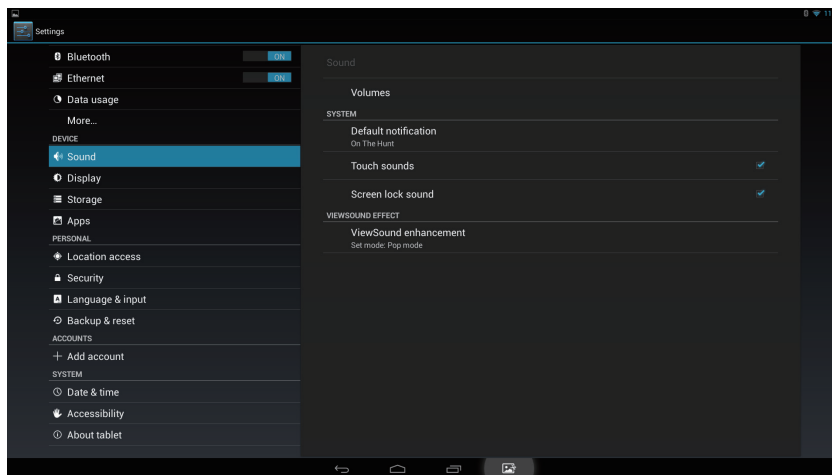 11
Settings
Bluetooth
ON
Ethernet
ON
Data usage
More...
DEVICE
Sound
Display
Storage
Apps
PERSONAL
Location access
Security
Language & input
Backup & reset
ACCOUNTS
Add account
SYSTEM
Date & time
Accessibility
About tablet
Sound
Volumes
SYSTEM
Default notification
On The Hunt
Touch sounds
Screen lock sound
VIEWSOUND EFFECT
ViewSound enhancement
Set mode: Pop mode